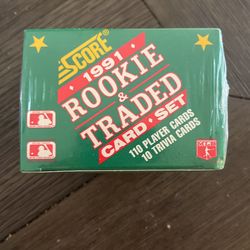 SCORE
1991
ROOKIE
&
TRADED
CARD • SET
110 PLAYER CARDS
10 TRIVIA CARDS